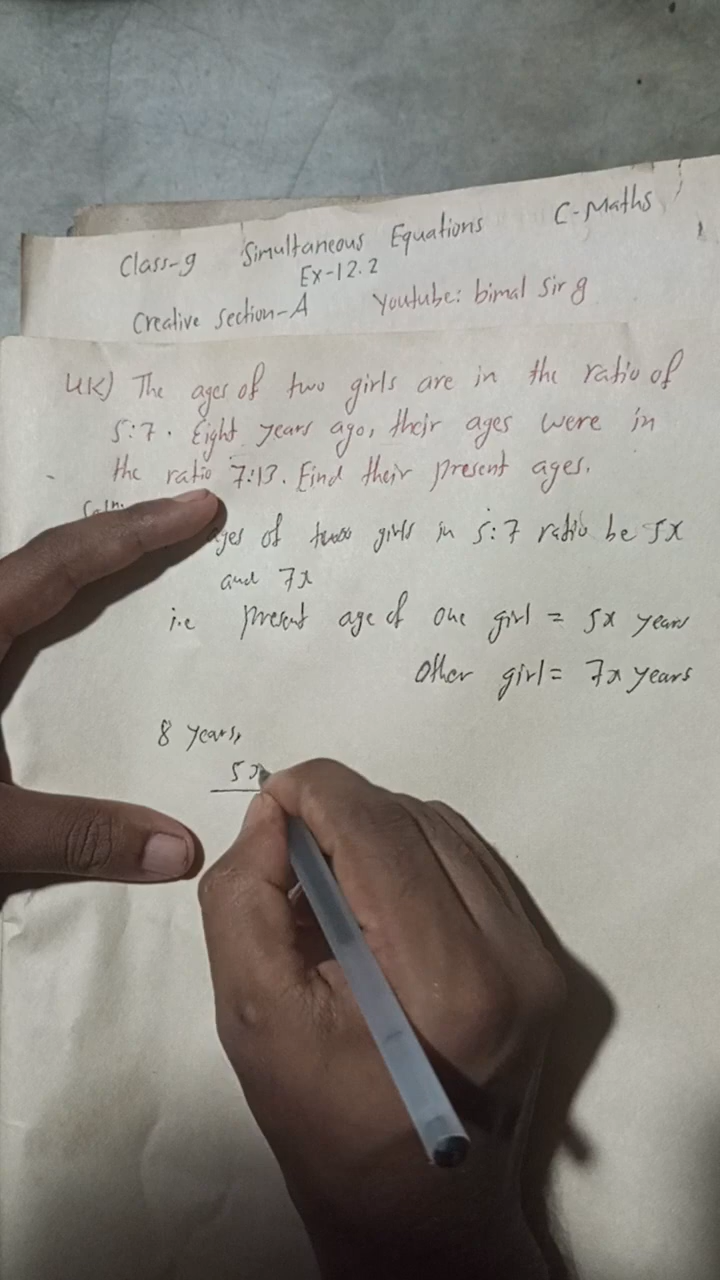 C-Maths
Class-9 Simultaneous Equations
Ex-12.2
Creative section-A Youtube: bimal sir g
4K) The ages of two girls are in the ratio of
5:7. Eight years ago, their ages were in
the ratio 7:13. Find their present ages.
Soln:
ages of two girls in 5:7 ratio be 5x
and 7x
i.e present age of one girl = 5x years
other girl = 7x years
8 years,
5x